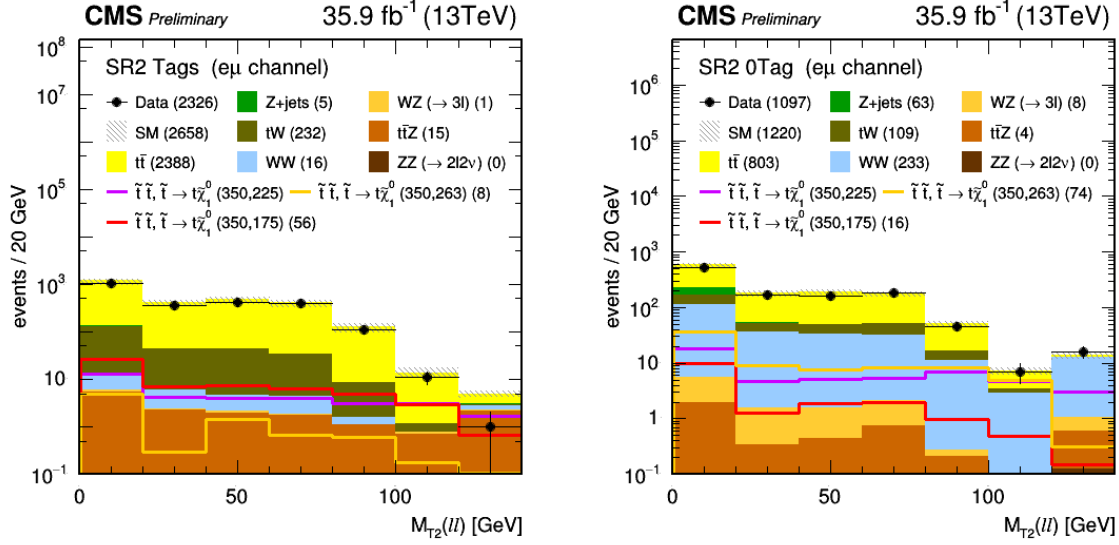 CMS Preliminary 35.9 fb⁻¹ (13TeV)
10⁸
10⁷
10⁵
10³
10
10⁻¹
events / 20 GeV
SR2 Tags (eμ channel)
Data (2326) Z+jets (5) WZ (→ 3l) (1)
SM (2658) tW (232) tt̄Z (15)
tt̄ (2388) WW (16) ZZ (→ 2l2ν) (0)
t̃ t̃, t̃ → tχ̃₁⁰ (350,225) t̃ t̃, t̃ → tχ̃₁⁰ (350,263) (8)
t̃ t̃, t̃ → tχ̃₁⁰ (350,175) (56)
0 50 100
M_T2(ll) [GeV]
CMS Preliminary 35.9 fb⁻¹ (13TeV)
10⁶
10⁵
10⁴
10³
10²
10
1
10⁻¹
events / 20 GeV
SR2 0Tag (eμ channel)
Data (1097) Z+jets (63) WZ (→ 3l) (8)
SM (1220) tW (109) tt̄Z (4)
tt̄ (803) WW (233) ZZ (→ 2l2ν) (0)
t̃ t̃, t̃ → tχ̃₁⁰ (350,225) t̃ t̃, t̃ → tχ̃₁⁰ (350,263) (74)
t̃ t̃, t̃ → tχ̃₁⁰ (350,175) (16)
0 50 100
M_T2(ll) [GeV]